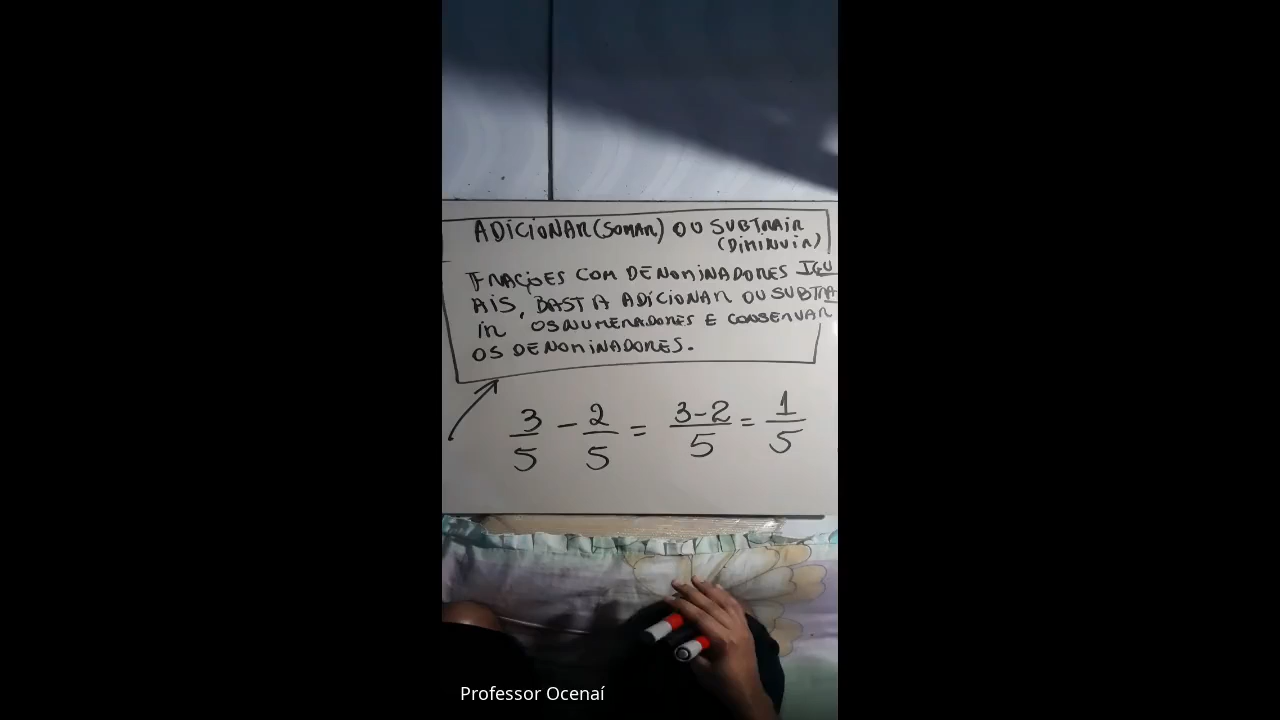 ADICIONAR (SOMAR) OU SUBTRAIR
(DIMINUIR)
FRAÇÕES COM DENOMINADORES IGU
AIS, BASTA ADICIONAR OU SUBTRA
IR OS NUMERADORES E CONSERVAR
OS DENOMINADORES.
3/5 - 2/5 = 3-2/5 = 1/5
Professor Ocenaí